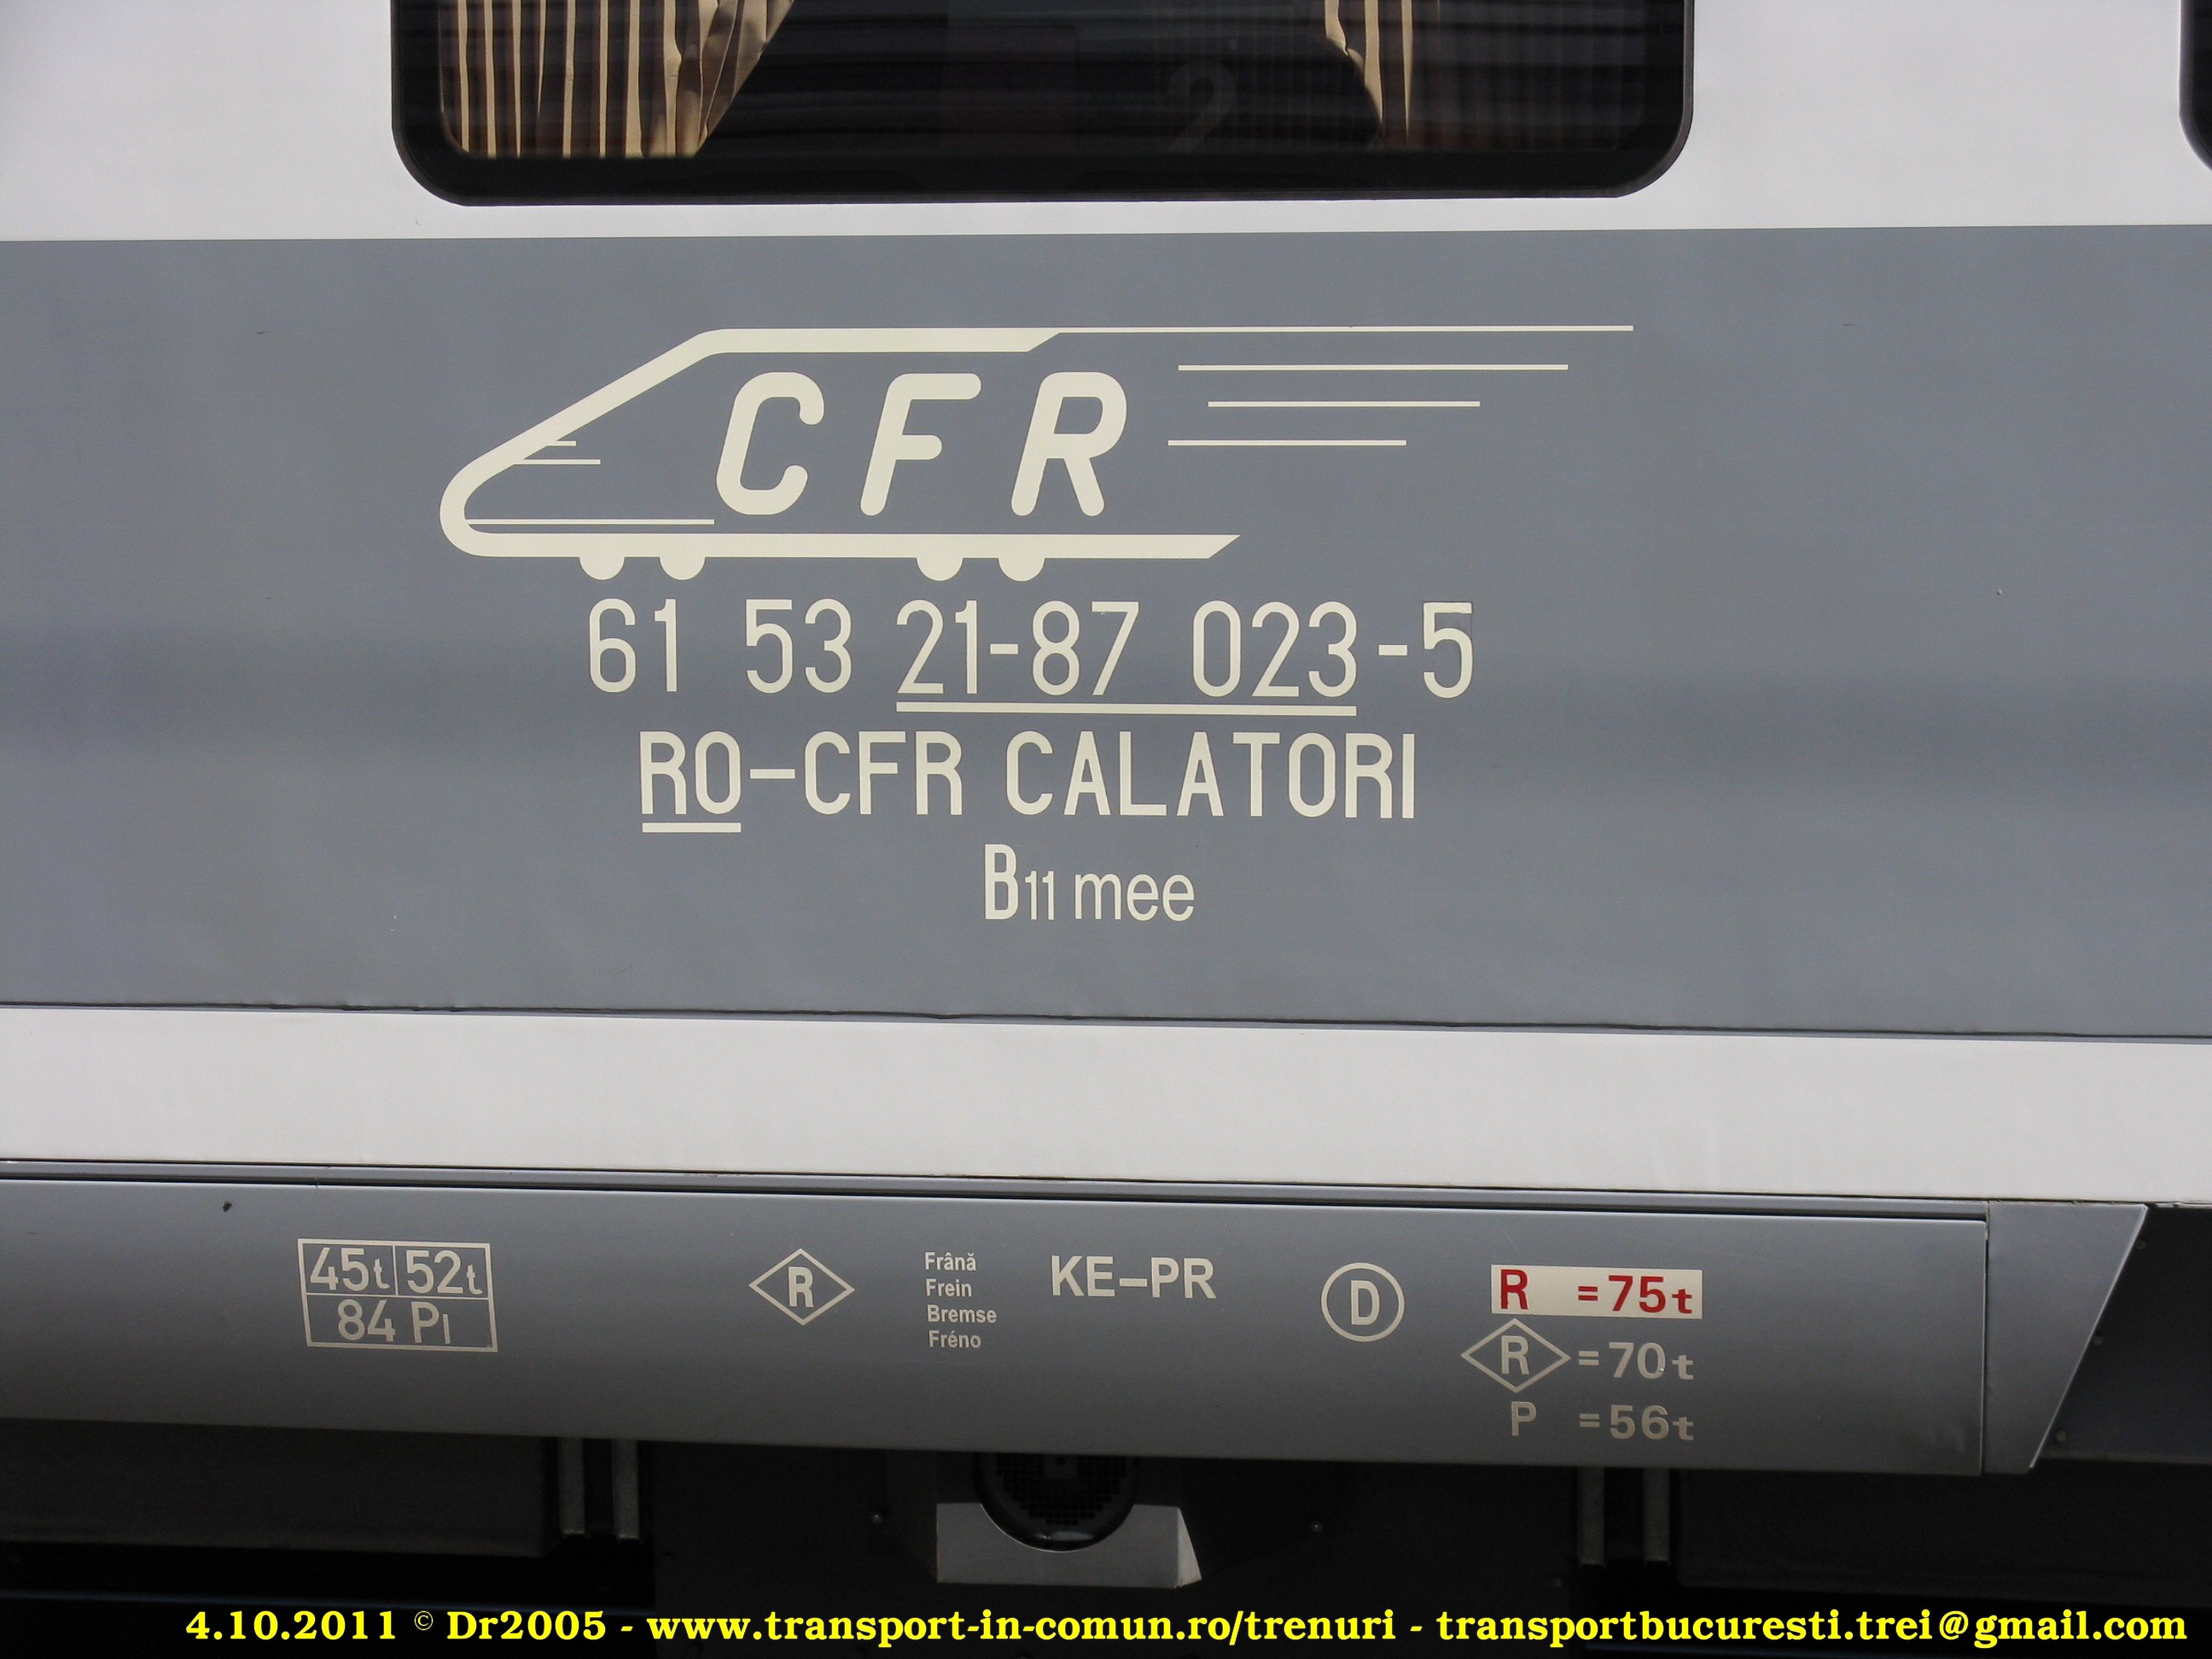 2
CFR
61 53 21-87 023-5
RO-CFR CALATORI
B11 mee
45t 52t
84 Pl
R
Frână
Frein
Bremse
Fréno
KE-PR
D
R =75t
R =70t
P =56t
4.10.2011 © Dr2005 - www.transport-in-comun.ro/trenuri - transportbucuresti.trei@gmail.com